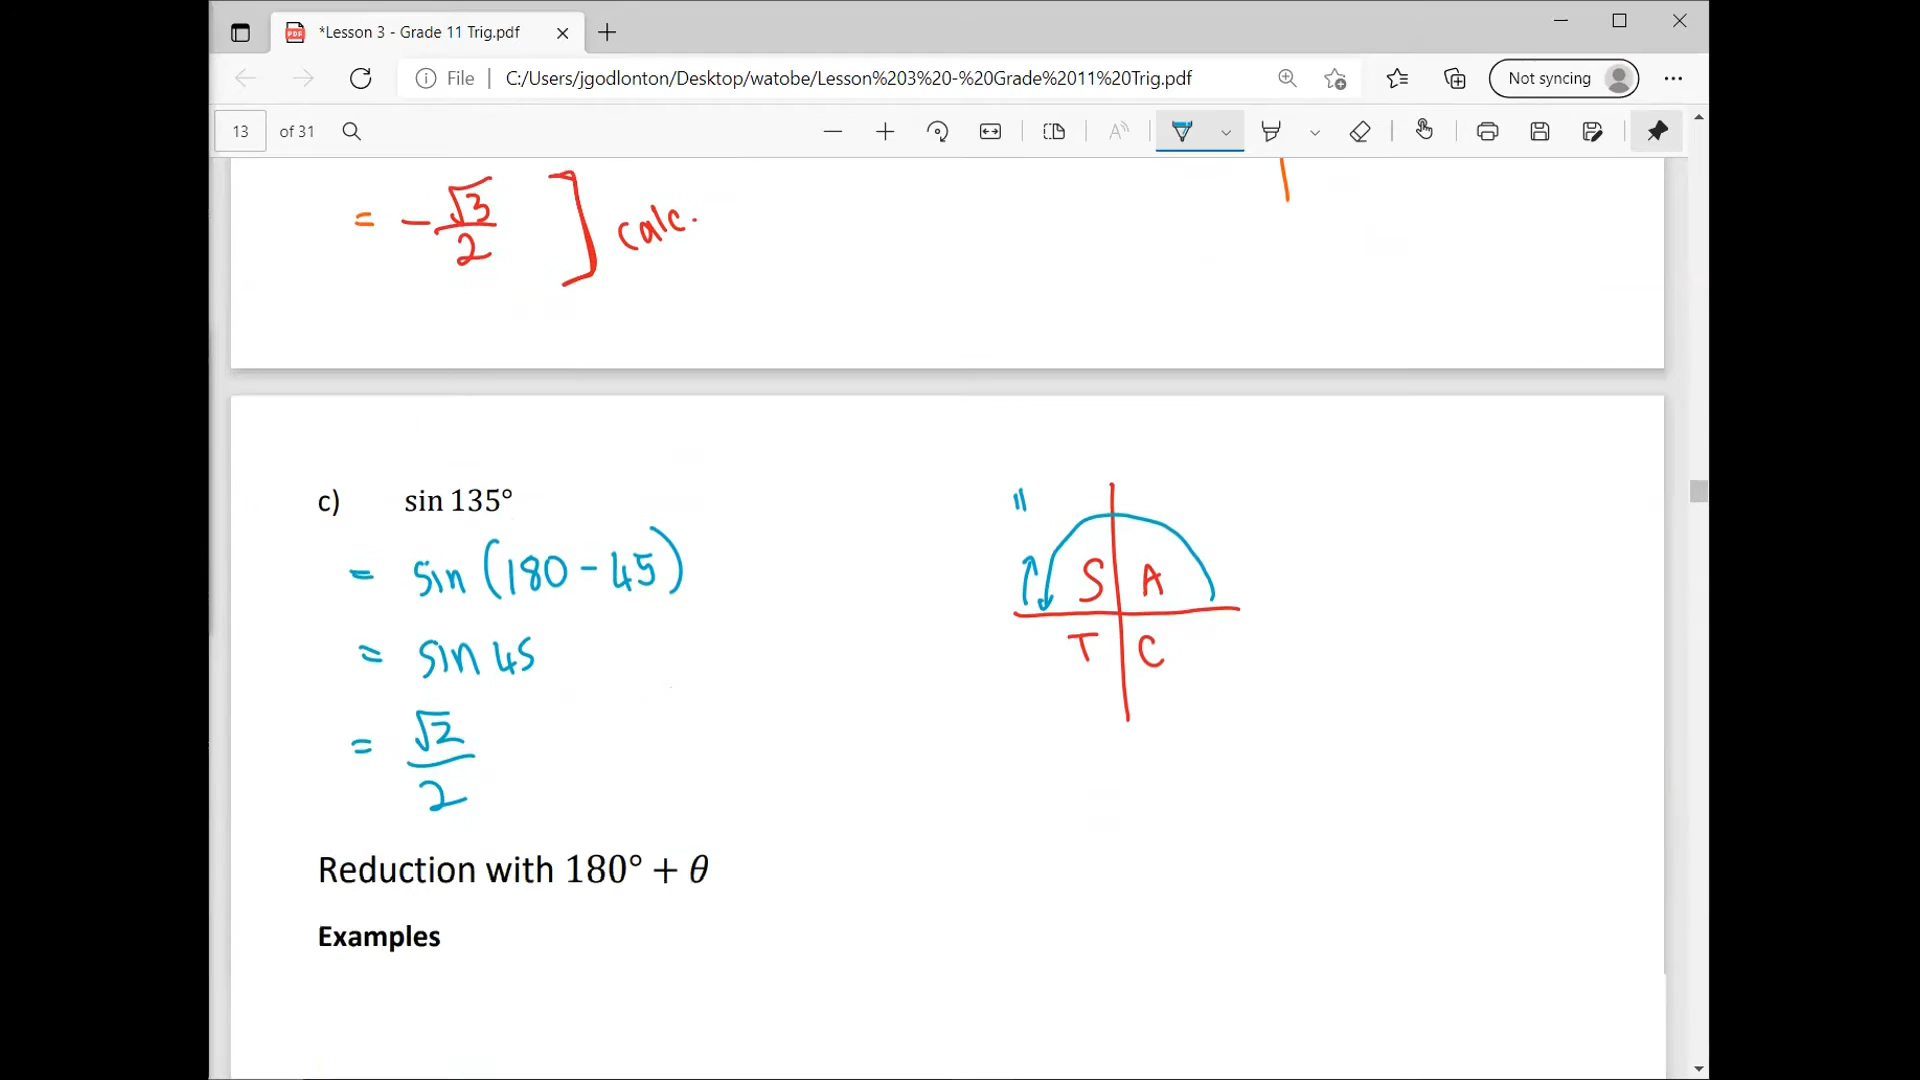 *Lesson 3 - Grade 11 Trig.pdf
File | C:/Users/jgodlonton/Desktop/watobe/Lesson%203%20-%20Grade%2011%20Trig.pdf
Not syncing
13 of 31
= -√3/2 ] calc.
c) sin 135°
= sin (180 - 45)
= sin 45
= √2/2
S A
T C
Reduction with 180° + θ
Examples